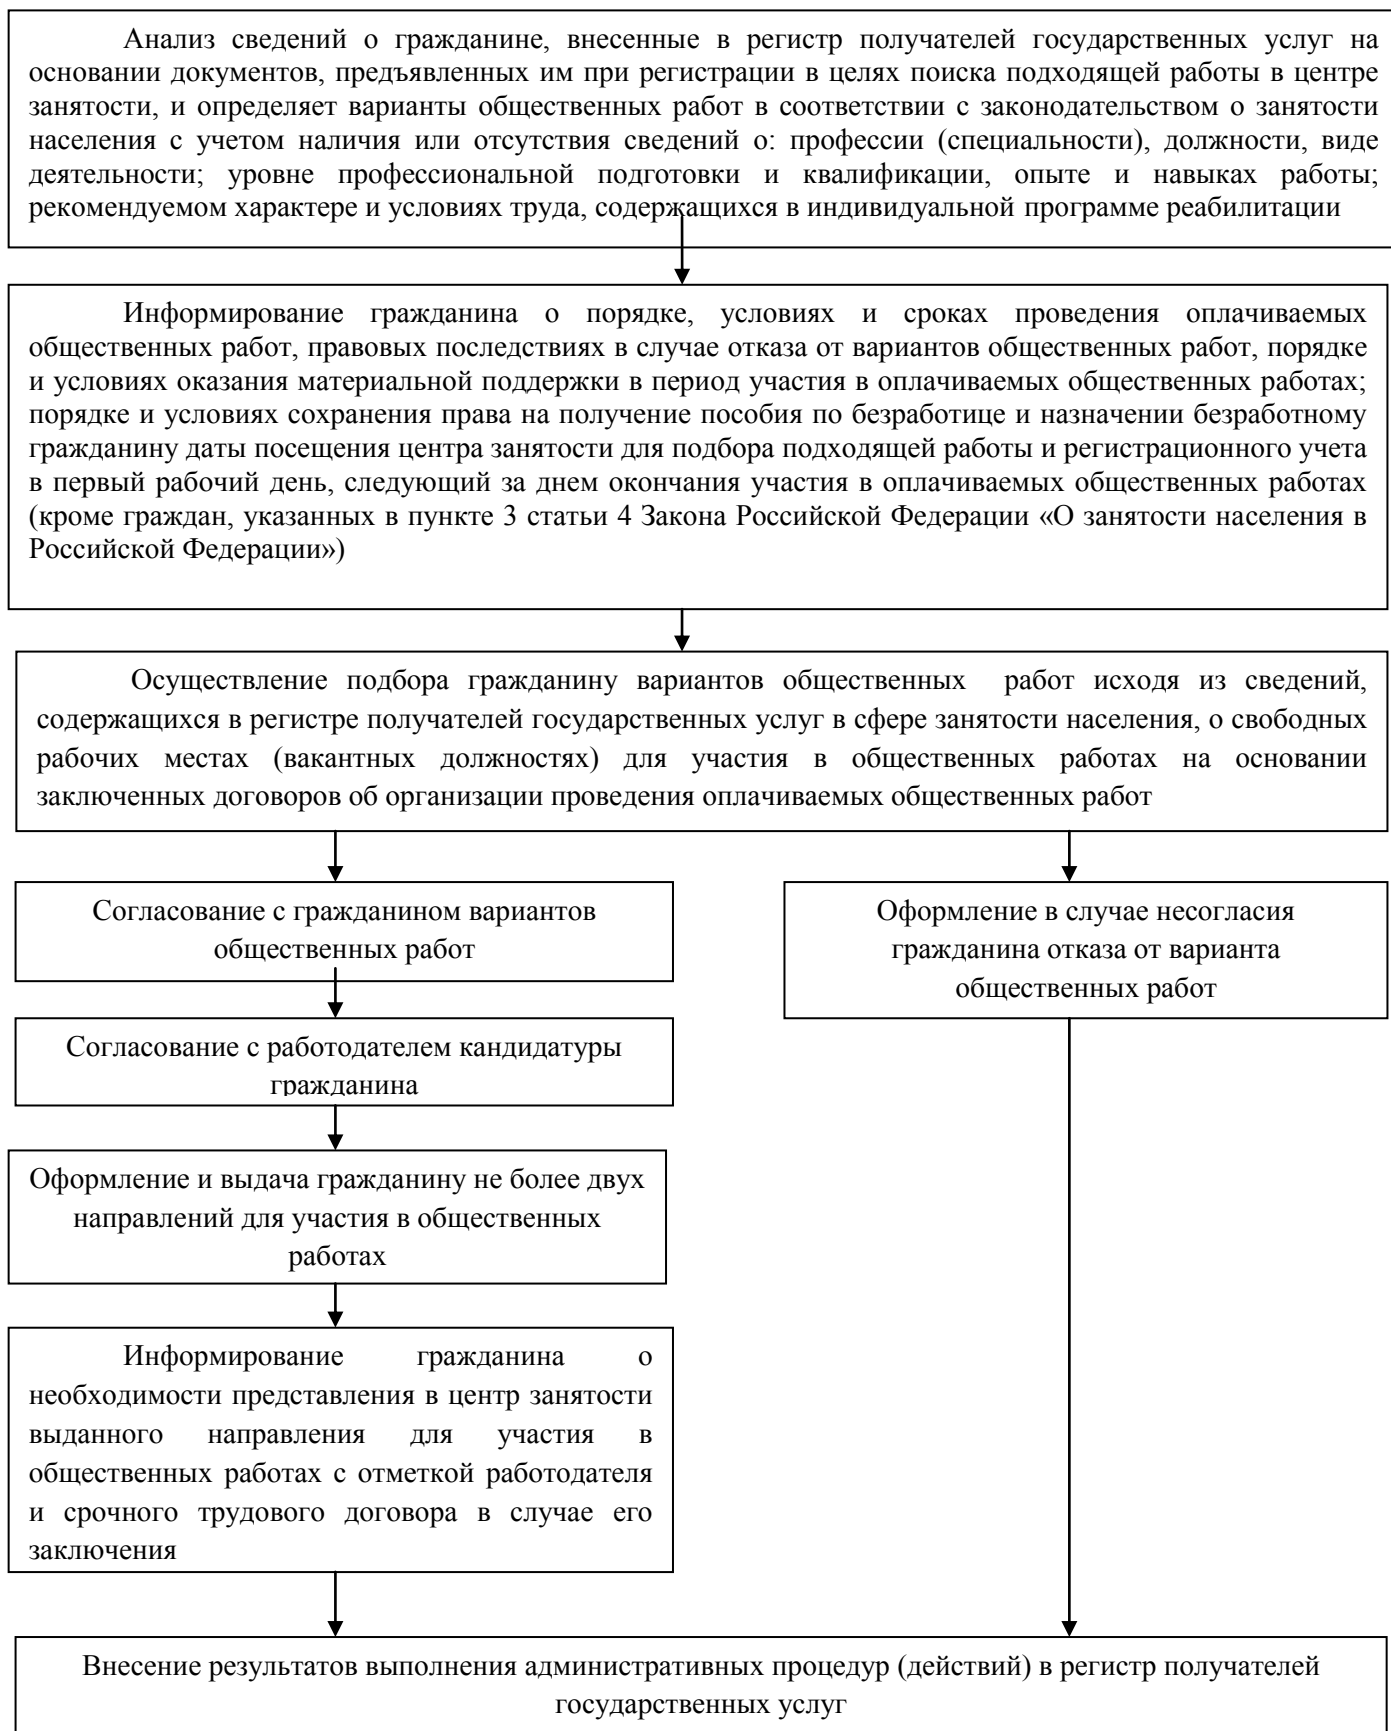 Анализ сведений о гражданине, внесенные в регистр получателей государственных услуг на
основании документов, предъявленных им при регистрации в целях поиска подходящей работы в центре
занятости, и определяет варианты общественных работ в соответствии с законодательством о занятости
населения с учетом наличия или отсутствия сведений о: профессии (специальности), должности, виде
деятельности; уровне профессиональной подготовки и квалификации, опыте и навыках работы;
рекомендуемом характере и условиях труда, содержащихся в индивидуальной программе реабилитации
Информирование гражданина о порядке, условиях и сроках проведения оплачиваемых
общественных работ, правовых последствиях в случае отказа от вариантов общественных работ, порядке
и условиях оказания материальной поддержки в период участия в оплачиваемых общественных работах;
порядке и условиях сохранения права на получение пособия по безработице и назначении безработному
гражданину даты посещения центра занятости для подбора подходящей работы и регистрационного учета
в первый рабочий день, следующий за днем окончания участия в оплачиваемых общественных работах
(кроме граждан, указанных в пункте 3 статьи 4 Закона Российской Федерации «О занятости населения в
Российской Федерации»)
Осуществление подбора гражданину вариантов общественных работ исходя из сведений,
содержащихся в регистре получателей государственных услуг в сфере занятости населения, о свободных
рабочих местах (вакантных должностях) для участия в общественных работах на основании
заключенных договоров об организации проведения оплачиваемых общественных работ
Согласование с гражданином вариантов
общественных работ
Оформление в случае несогласия
гражданина отказа от варианта
общественных работ
Согласование с работодателем кандидатуры
гражданина
Оформление и выдача гражданину не более двух
направлений для участия в общественных
работах
Информирование гражданина о
необходимости представления в центр занятости
выданного направления для участия в
общественных работах с отметкой работодателя
и срочного трудового договора в случае его
заключения
Внесение результатов выполнения административных процедур (действий) в регистр получателей
государственных услуг